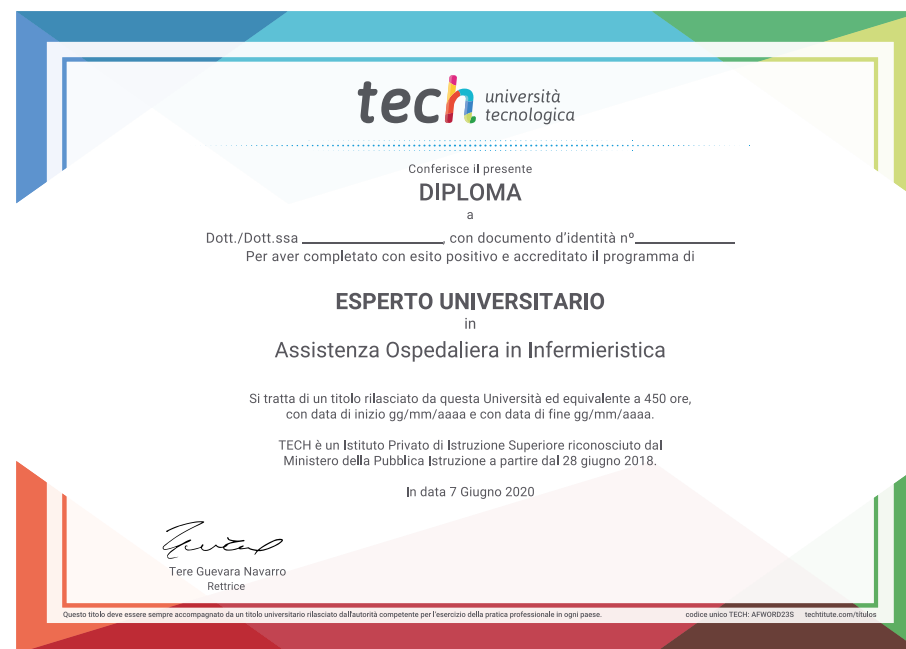 tech università
tecnologica
Conferisce il presente
DIPLOMA
a
Dott./Dott.ssa ____________________, con documento d'identità nº______________
Per aver completato con esito positivo e accreditato il programma di
ESPERTO UNIVERSITARIO
in
Assistenza Ospedaliera in Infermieristica
Si tratta di un titolo rilasciato da questa Università ed equivalente a 450 ore,
con data di inizio gg/mm/aaaa e con data di fine gg/mm/aaaa.
TECH è un Istituto Privato di Istruzione Superiore riconosciuto dal
Ministero della Pubblica Istruzione a partire dal 28 giugno 2018.
In data 7 Giugno 2020
Tere Guevara Navarro
Rettrice
Questo titolo deve essere sempre accompagnato da un titolo universitario rilasciato dall'autorità competente per l'esercizio della pratica professionale in ogni paese. codice unico TECH: AFWORD23S techtitute.com/titulos